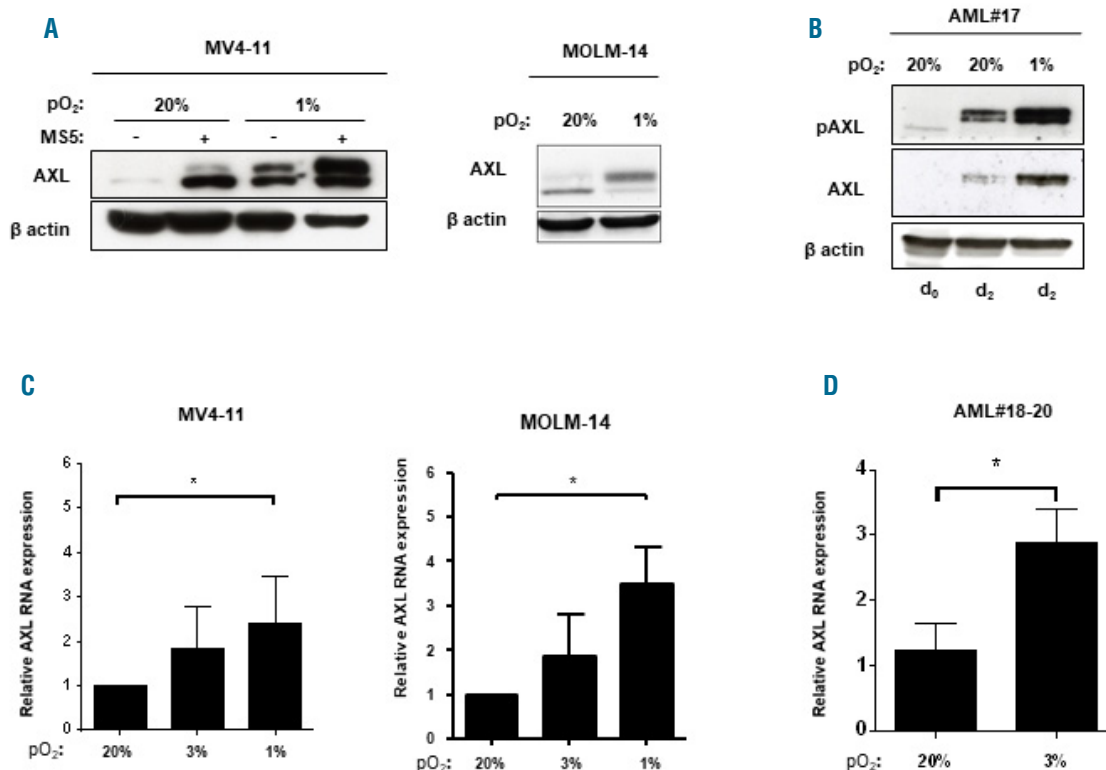 A
MV4-11
pO₂: 20% 1%
MS5: - + - +
AXL
β actin
MOLM-14
pO₂: 20% 1%
AXL
β actin
B
AML#17
pO₂: 20% 20% 1%
pAXL
AXL
β actin
d₀ d₂ d₂
C
MV4-11
Relative AXL RNA expression
6
5
4
3
2
1
0
*
pO₂: 20% 3% 1%
MOLM-14
Relative AXL RNA expression
6
5
4
3
2
1
0
*
pO₂: 20% 3% 1%
D
AML#18-20
Relative AXL RNA expression
4
3
2
1
0
*
pO₂: 20% 3%